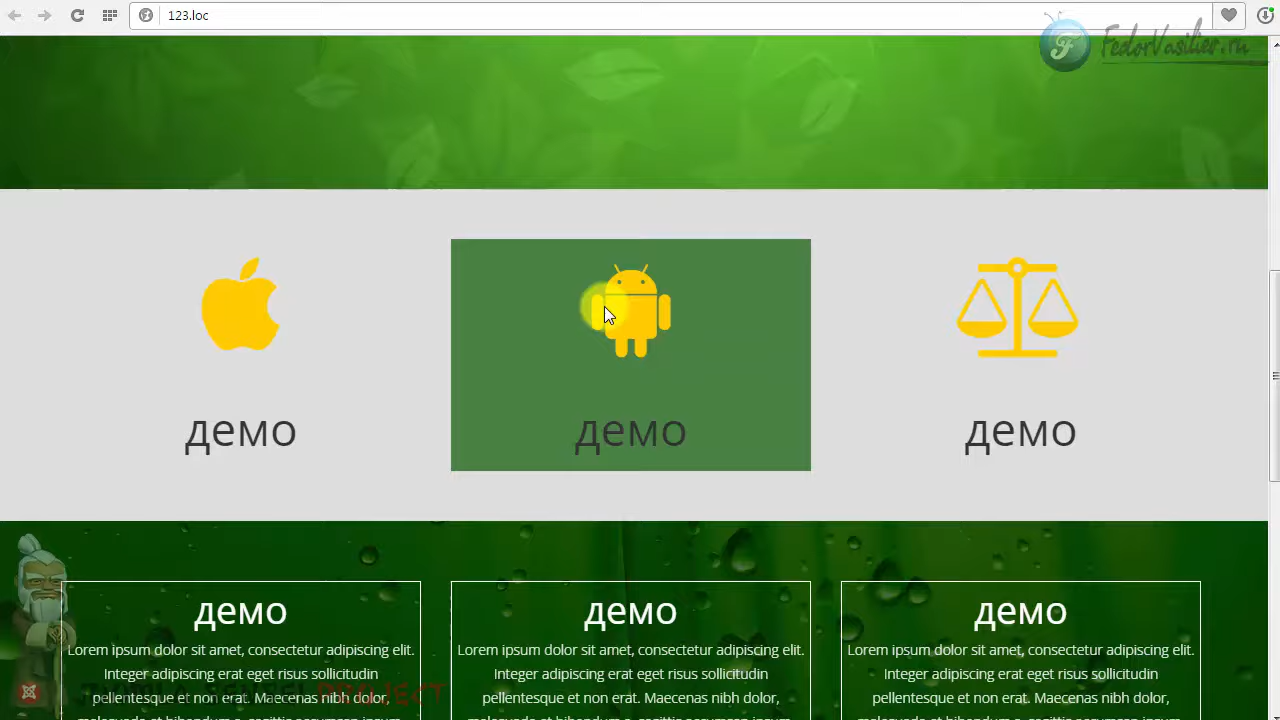 123.loc
FedorVasiliev.ru
демо
демо
демо
демо
Lorem ipsum dolor sit amet, consectetur adipiscing elit.
Integer adipiscing erat eget risus sollicitudin
pellentesque et non erat. Maecenas nibh dolor,
демо
Lorem ipsum dolor sit amet, consectetur adipiscing elit.
Integer adipiscing erat eget risus sollicitudin
pellentesque et non erat. Maecenas nibh dolor,
демо
Lorem ipsum dolor sit amet, consectetur adipiscing elit.
Integer adipiscing erat eget risus sollicitudin
pellentesque et non erat. Maecenas nibh dolor,
JOOMLA SENSEI PROJECT